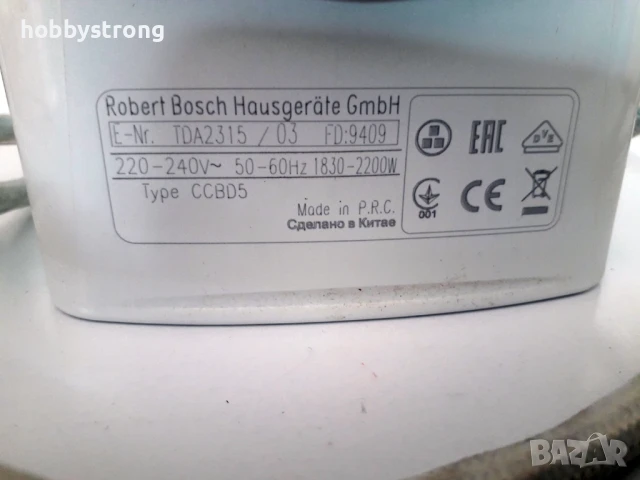 hobbystrong
Robert Bosch Hausgeräte GmbH
E-Nr. TDA2315 / 03 FD:9409
220-240V~ 50-60Hz 1830-2200W
Type CCBD5
Made in P.R.C.
Сделано в Китае
EAC
001
CE
BAZAR